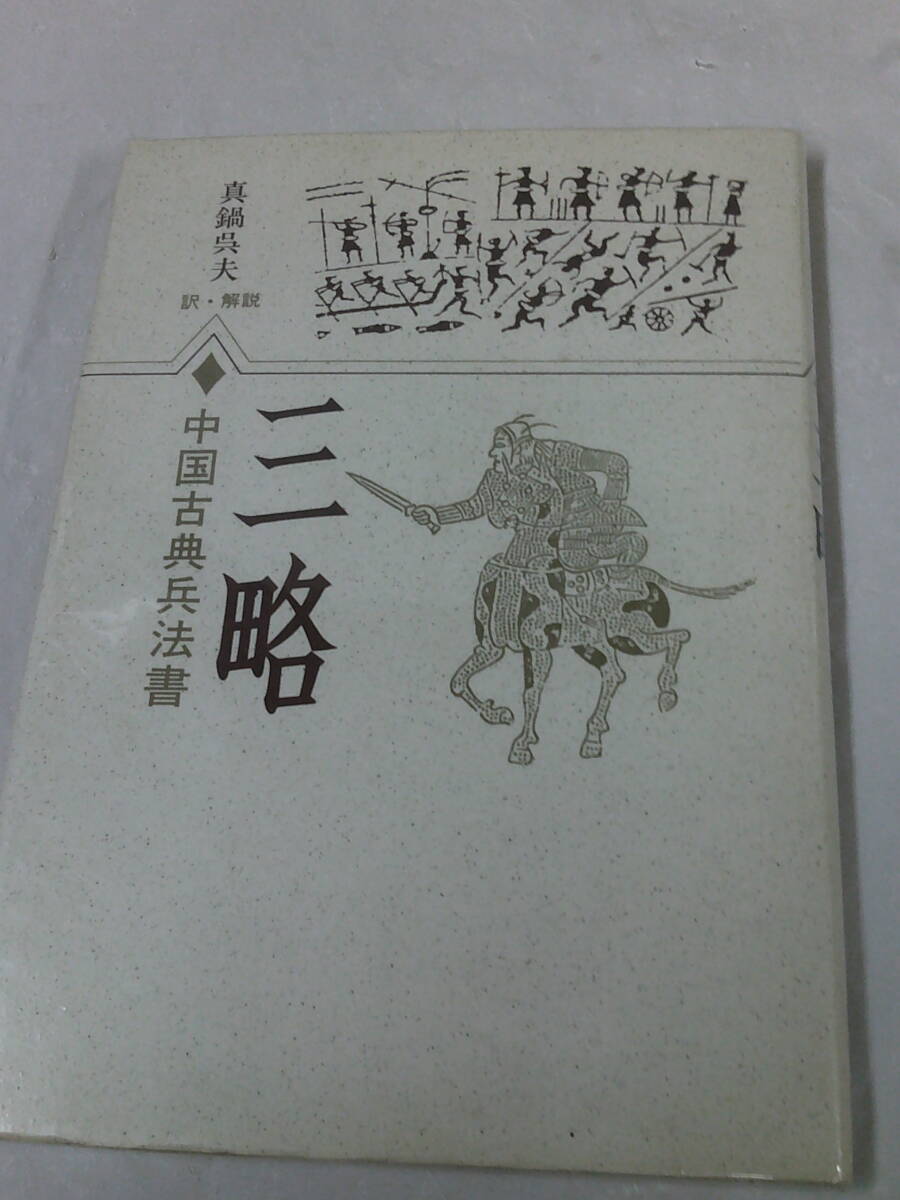 真鍋呉夫
訳・解説
三略
中国古典兵法書